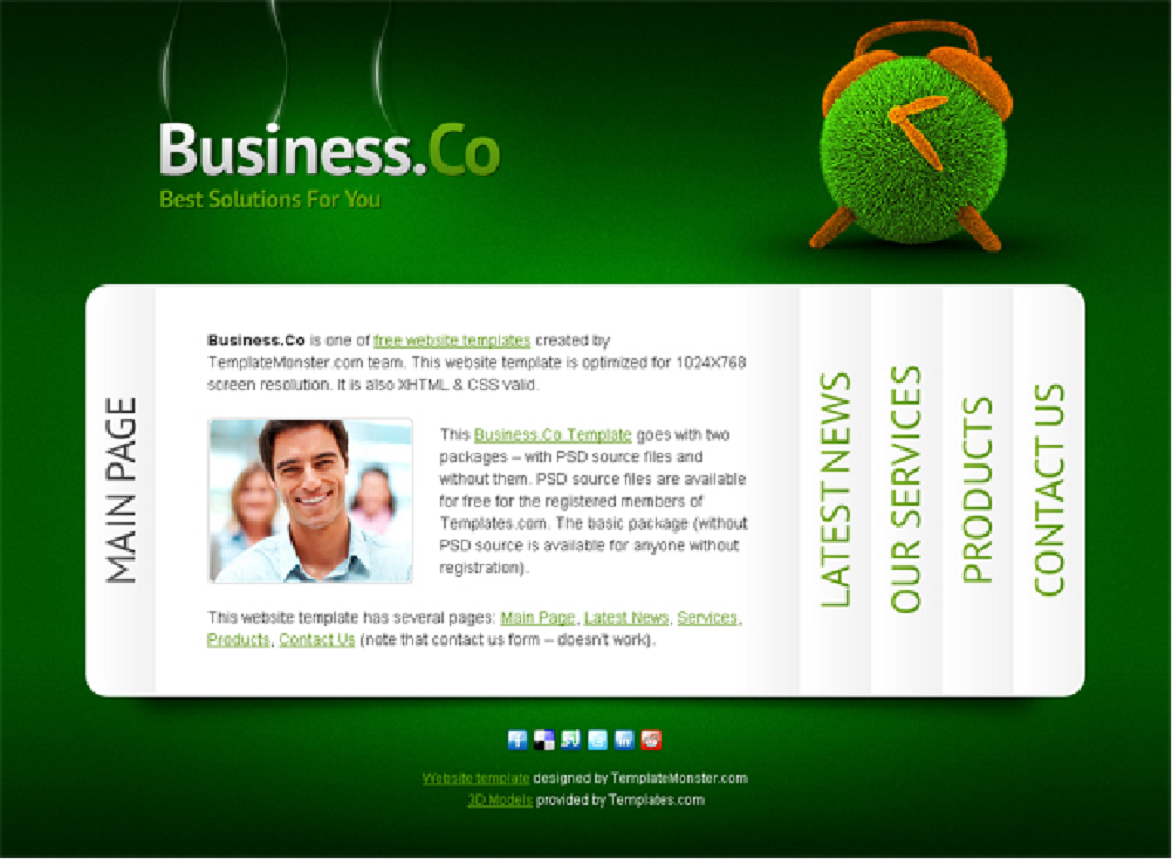 Business.Co
Best Solutions For You
MAIN PAGE
Business.Co is one of free website templates created by
TemplateMonster.com team. This website template is optimized for 1024X768
screen resolution. It is also XHTML & CSS valid.
This Business.Co Template goes with two
packages – with PSD source files and
without them. PSD source files are available
for free for the registered members of
Templates.com. The basic package (without
PSD source is available for anyone without
registration).
This website template has several pages: Main Page, Latest News, Services,
Products, Contact Us (note that contact us form – doesn't work).
LATEST NEWS
OUR SERVICES
PRODUCTS
CONTACT US
Website template designed by TemplateMonster.com
3D Models provided by Templates.com